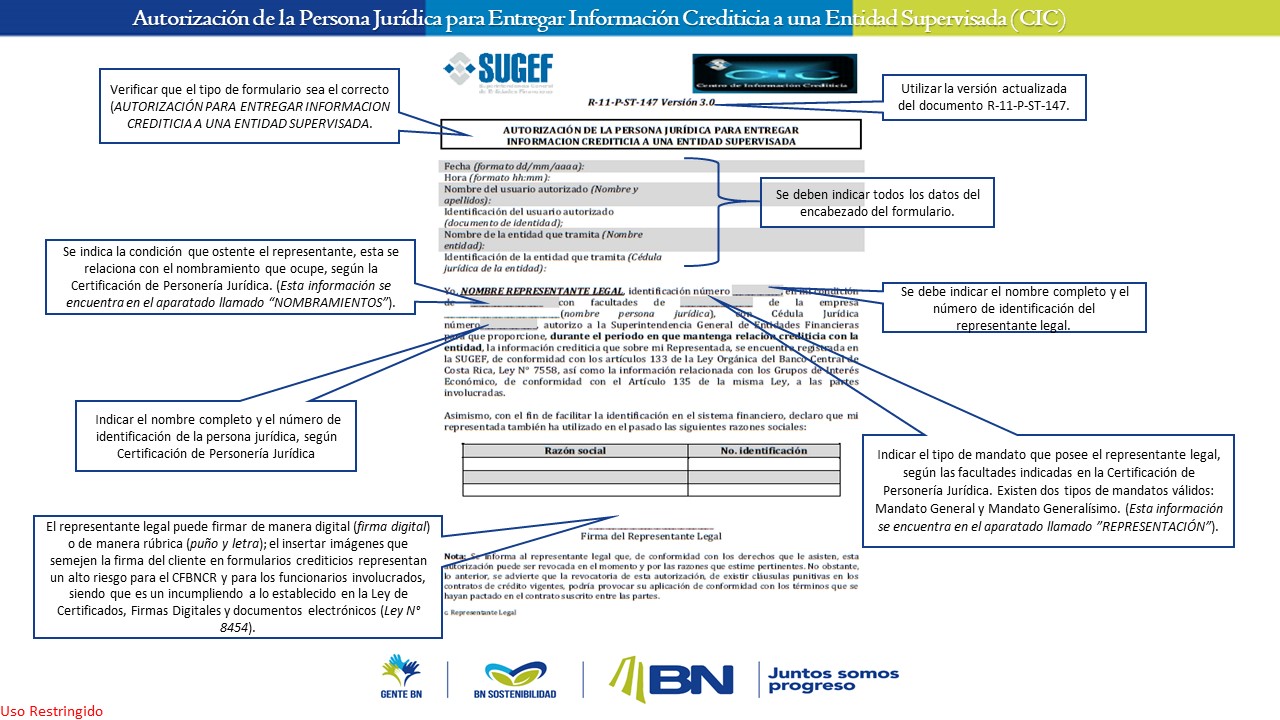 Autorización de la Persona Jurídica para Entregar Información Crediticia a una Entidad Supervisada (CIC)
SUGEF
Superintendencia General
de Entidades Financieras
CIC
Centro de Información Crediticia
R-11-P-ST-147 Versión 3.0
Verificar que el tipo de formulario sea el correcto
(AUTORIZACIÓN PARA ENTREGAR INFORMACION
CREDITICIA A UNA ENTIDAD SUPERVISADA.
Utilizar la versión actualizada
del documento R-11-P-ST-147.
AUTORIZACIÓN DE LA PERSONA JURÍDICA PARA ENTREGAR
INFORMACION CREDITICIA A UNA ENTIDAD SUPERVISADA
Fecha (formato dd/mm/aaaa):
Hora (formato hh:mm):
Nombre del usuario autorizado (Nombre y
apellidos):
Identificación del usuario autorizado
(documento de identidad);
Nombre de la entidad que tramita (Nombre
entidad):
Identificación de la entidad que tramita (Cédula
jurídica de la entidad):
Se deben indicar todos los datos del
encabezado del formulario.
Se indica la condición que ostente el representante, esta se
relaciona con el nombramiento que ocupe, según la
Certificación de Personería Jurídica. (Esta información se
encuentra en el aparatado llamado “NOMBRAMIENTOS”).
Yo, NOMBRE REPRESENTANTE LEGAL, identificación número ________, en mi condición
de ______________ con facultades de ____________ de la empresa
__________________(nombre persona jurídica), con Cédula Jurídica
número_________, autorizo a la Superintendencia General de Entidades Financieras
para que proporcione, durante el periodo en que mantenga relación crediticia con la
entidad, la información crediticia que sobre mi Representada, se encuentra registrada en
la SUGEF, de conformidad con los artículos 133 de la Ley Orgánica del Banco Central de
Costa Rica, Ley N° 7558, así como la información relacionada con los Grupos de Interés
Económico, de conformidad con el Artículo 135 de la misma Ley, a las partes
involucradas.
Se debe indicar el nombre completo y el
número de identificación del
representante legal.
Indicar el nombre completo y el número de
identificación de la persona jurídica, según
Certificación de Personería Jurídica
Asimismo, con el fin de facilitar la identificación en el sistema financiero, declaro que mi
representada también ha utilizado en el pasado las siguientes razones sociales:
Razón social No. identificación
Indicar el tipo de mandato que posee el representante legal,
según las facultades indicadas en la Certificación de
Personería Jurídica. Existen dos tipos de mandatos válidos:
Mandato General y Mandato Generalísimo. (Esta información
se encuentra en el aparatado llamado ”REPRESENTACIÓN”).
El representante legal puede firmar de manera digital (firma digital)
o de manera rúbrica (puño y letra); el insertar imágenes que
semejen la firma del cliente en formularios crediticios representan
un alto riesgo para el CFBNCR y para los funcionarios involucrados,
siendo que es un incumpliendo a lo establecido en la Ley de
Certificados, Firmas Digitales y documentos electrónicos (Ley N°
8454).
Firma del Representante Legal
Nota: Se informa al representante legal que, de conformidad con los derechos que le asisten, esta
autorización puede ser revocada en el momento y por las razones que estime pertinentes. No obstante,
lo anterior, se advierte que la revocatoria de esta autorización, de existir cláusulas punitivas en los
contratos de crédito vigentes, podría provocar su aplicación de conformidad con los términos que se
hayan pactado en el contrato suscrito entre las partes.
c. Representante Legal
GENTE BN
BN SOSTENIBILIDAD
BN
Juntos somos
progreso
Uso Restringido